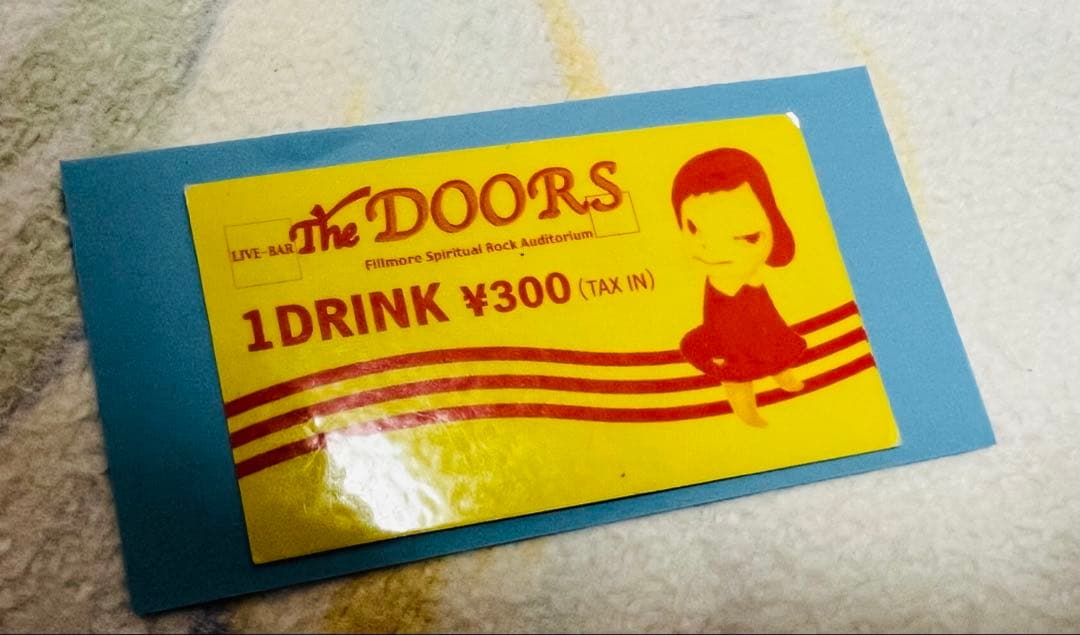 LIVE-BAR The DOORS
Fillmore Spiritual Rock Auditorium
1DRINK ¥300 (TAX IN)